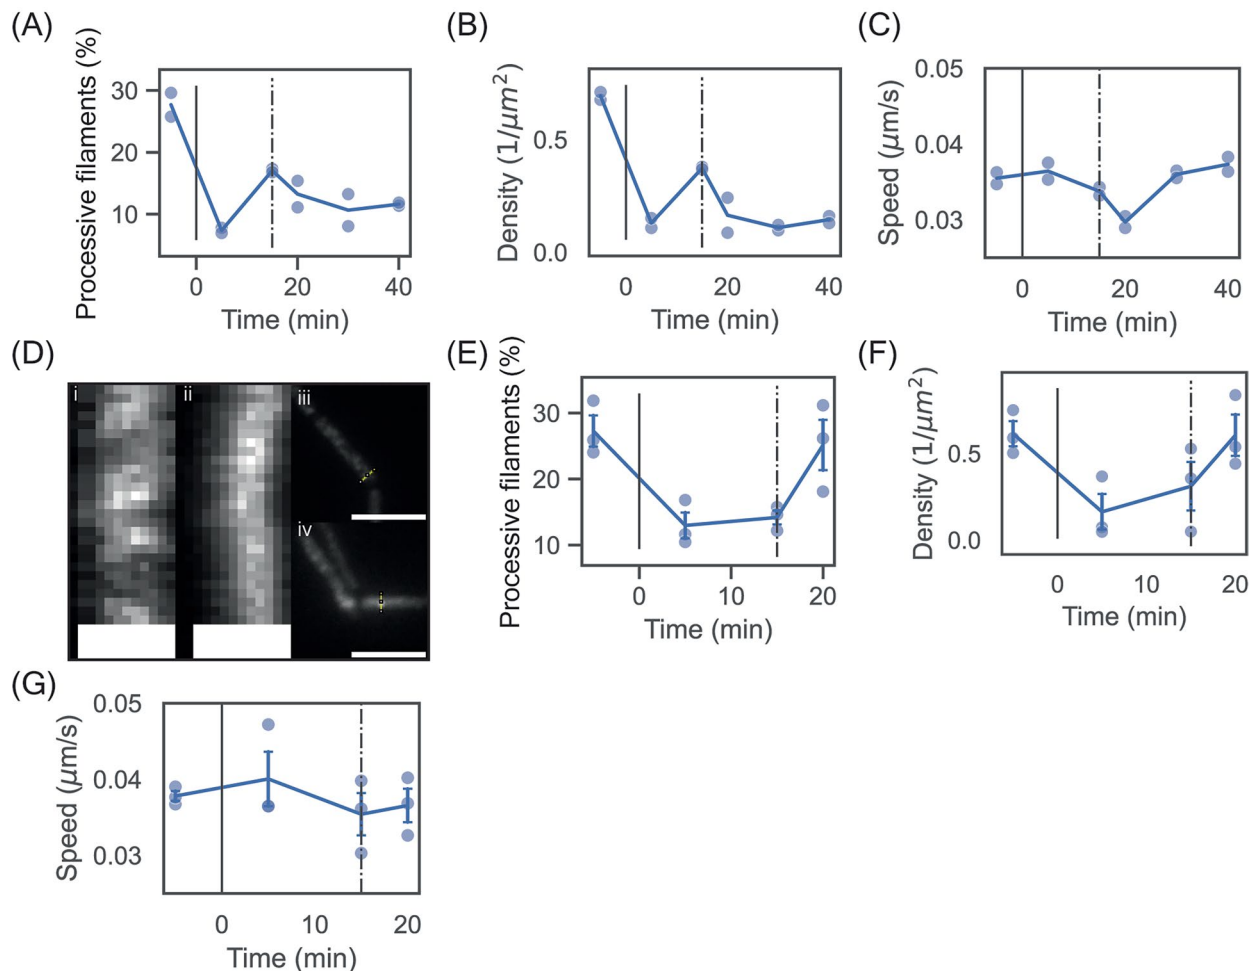 (A)
Processive filaments (%)
30
20
10
0 20 40
Time (min)
(B)
Density (1/μm²)
0.5
0.0
0 20 40
Time (min)
(C)
Speed (μm/s)
0.05
0.04
0.03
0 20 40
Time (min)
(D)
i
ii
iii
iv
(E)
Processive filaments (%)
30
20
10
0 10 20
Time (min)
(F)
Density (1/μm²)
0.5
0.0
0 10 20
Time (min)
(G)
Speed (μm/s)
0.05
0.04
0.03
0 10 20
Time (min)